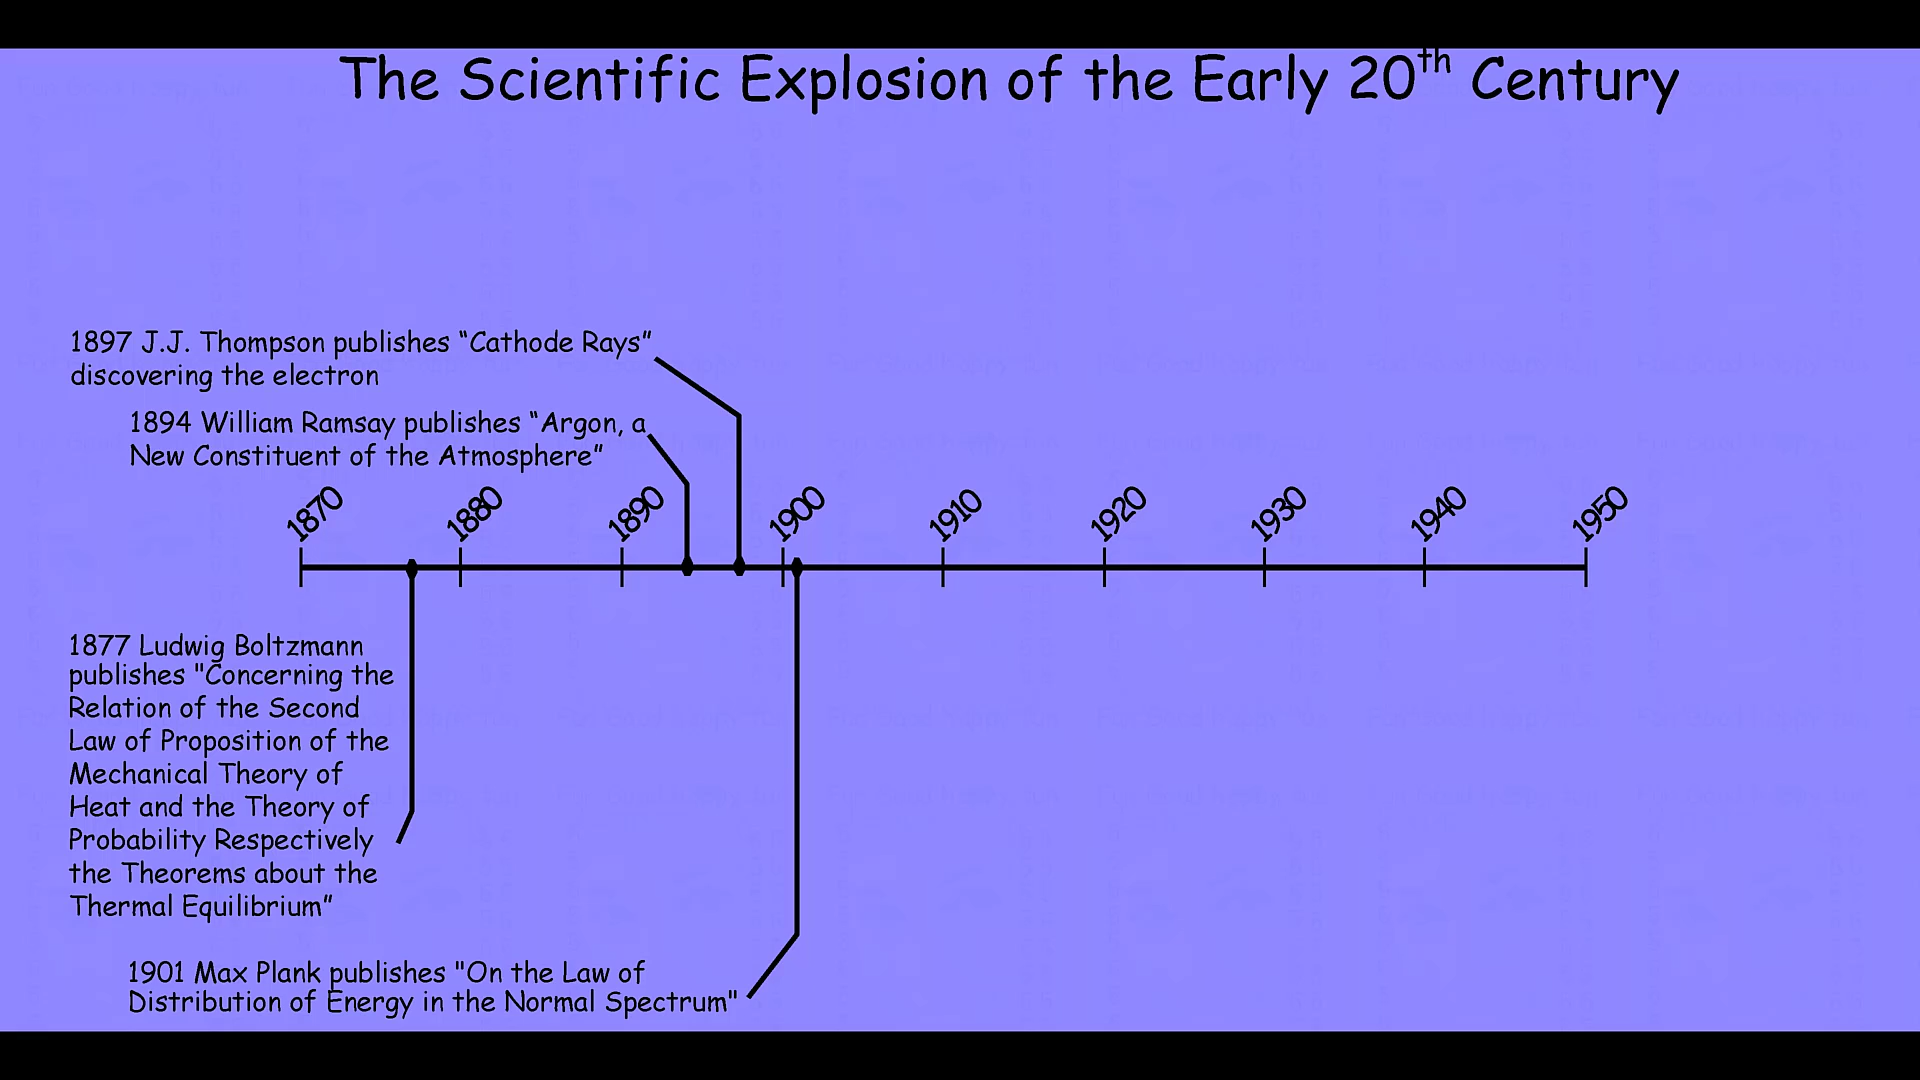 The Scientific Explosion of the Early 20th Century
1897 J.J. Thompson publishes “Cathode Rays”
discovering the electron
1894 William Ramsay publishes “Argon, a
New Constituent of the Atmosphere”
1870 1880 1890 1900 1910 1920 1930 1940 1950
1877 Ludwig Boltzmann
publishes "Concerning the
Relation of the Second
Law of Proposition of the
Mechanical Theory of
Heat and the Theory of
Probability Respectively
the Theorems about the
Thermal Equilibrium”
1901 Max Plank publishes "On the Law of
Distribution of Energy in the Normal Spectrum"